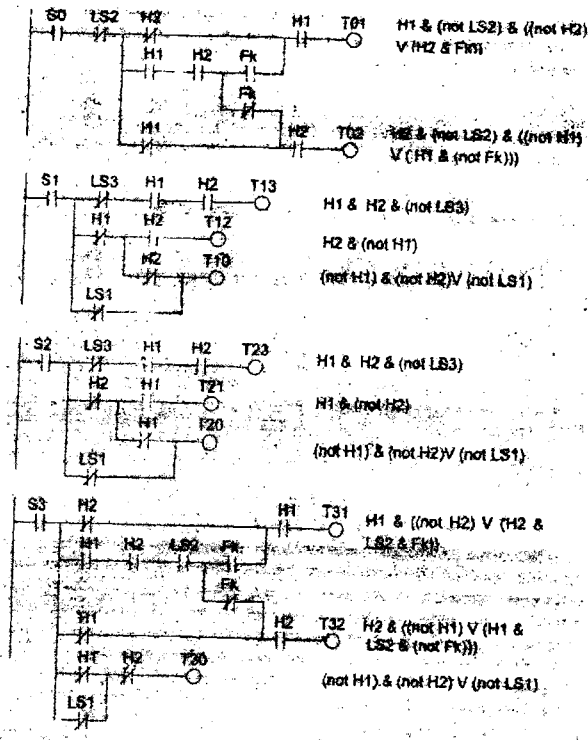 S0 LS2 H2 H1 T01 H1 & (not LS2) & ((not H2)
H1 H2 Fk V (H2 & Fk))
Fk
H1 H2 T02 H2 & (not LS2) & ((not H1)
V ( H1 & (not Fk)))
S1 LS3 H1 H2 T13 H1 & H2 & (not LS3)
H1 H2 T12 H2 & (not H1)
H2 T10 (not H1) & (not H2)V (not LS1)
LS1
S2 LS3 H1 H2 T23 H1 & H2 & (not LS3)
H2 H1 T21 H1 & (not H2)
H1 T20
(not H1) & (not H2)V (not LS1)
LS1
S3 H2 H1 T31 H1 & ((not H2) V (H2 &
H1 H2 LS2 Fk LS2 & Fk))
Fk
H1 H2 T32 H2 & ((not H1) V (H1 &
LS2 & (not Fk)))
H1 H2 T30 (not H1) & (not H2) V (not LS1)
LS1